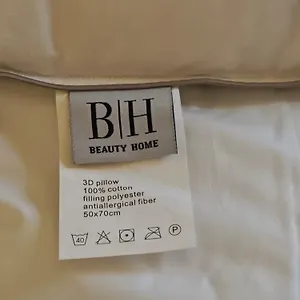 B|H
BEAUTY HOME
3D pillow
100% cotton
filling polyester
antiallergical fiber
50x70cm
40 P